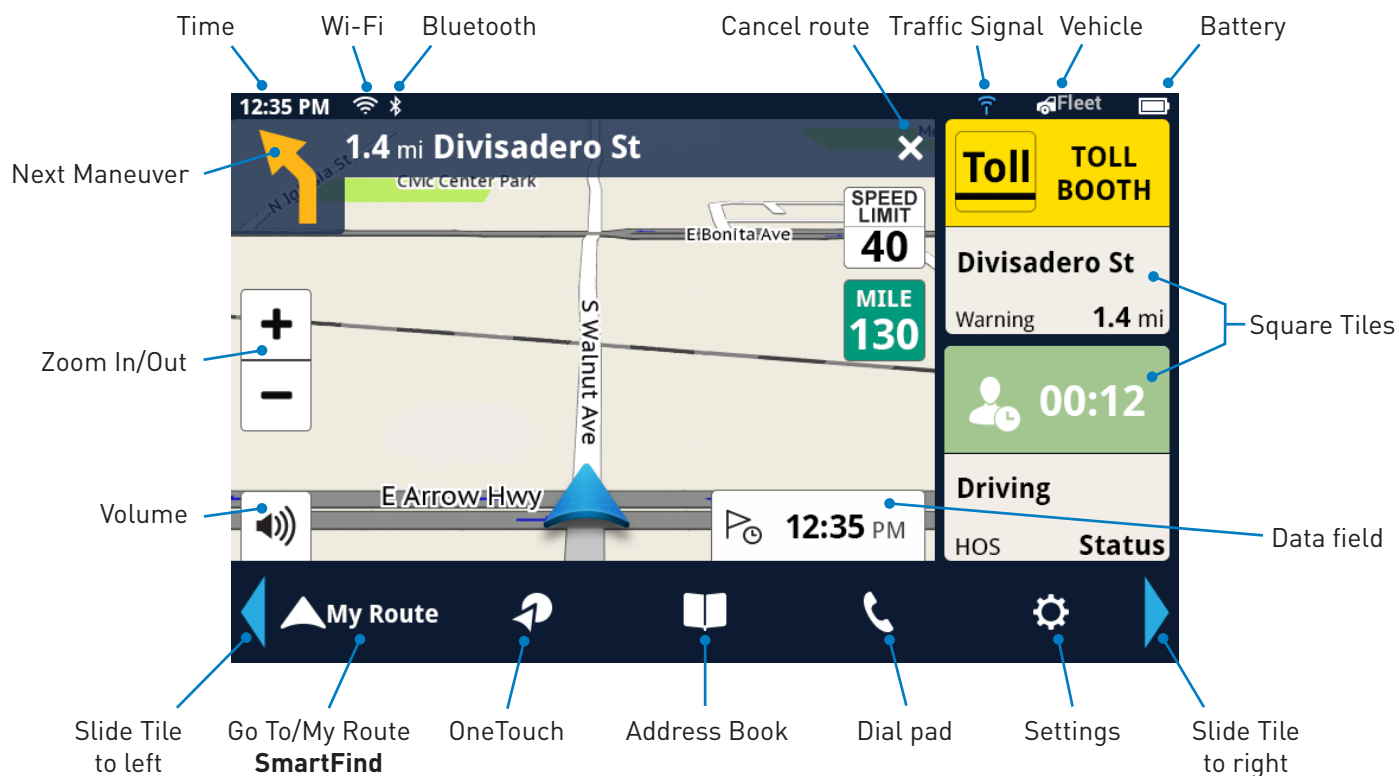 Time
Wi-Fi
Bluetooth
Cancel route
Traffic Signal
Vehicle
Battery
12:35 PM
Fleet
Next Maneuver
1.4 mi Divisadero St
N Iglesia St
Civic Center Park
E Bonita Ave
SPEED
LIMIT
40
MILE
130
Toll
TOLL
BOOTH
Divisadero St
Warning 1.4 mi
Square Tiles
Zoom In/Out
S Walnut Ave
00:12
Volume
E Arrow Hwy
12:35 PM
Driving
HOS Status
Data field
My Route
Slide Tile
to left
Go To/My Route
SmartFind
OneTouch
Address Book
Dial pad
Settings
Slide Tile
to right